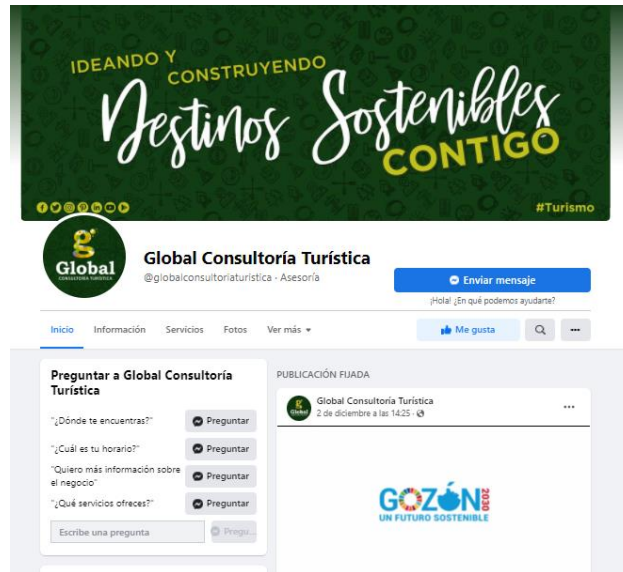 IDEANDO Y
CONSTRUYENDO
Destinos Sostenibles
CONTIGO
#Turismo
g
Global
CONSULTORÍA TURÍSTICA
Global Consultoría Turística
@globalconsultoriaturistica - Asesoría
Enviar mensaje
¡Hola! ¿En qué podemos ayudarte?
Inicio
Información
Servicios
Fotos
Ver más
Me gusta
Preguntar a Global Consultoría
Turística
"¿Dónde te encuentras?"
Preguntar
"¿Cuál es tu horario?"
Preguntar
"Quiero más información sobre
el negocio"
Preguntar
"¿Qué servicios ofreces?"
Preguntar
Escribe una pregunta
Pregu...
PUBLICACIÓN FIJADA
Global Consultoría Turística
2 de diciembre a las 14:25 ·
g
Global
GOZÓN
2030
UN FUTURO SOSTENIBLE